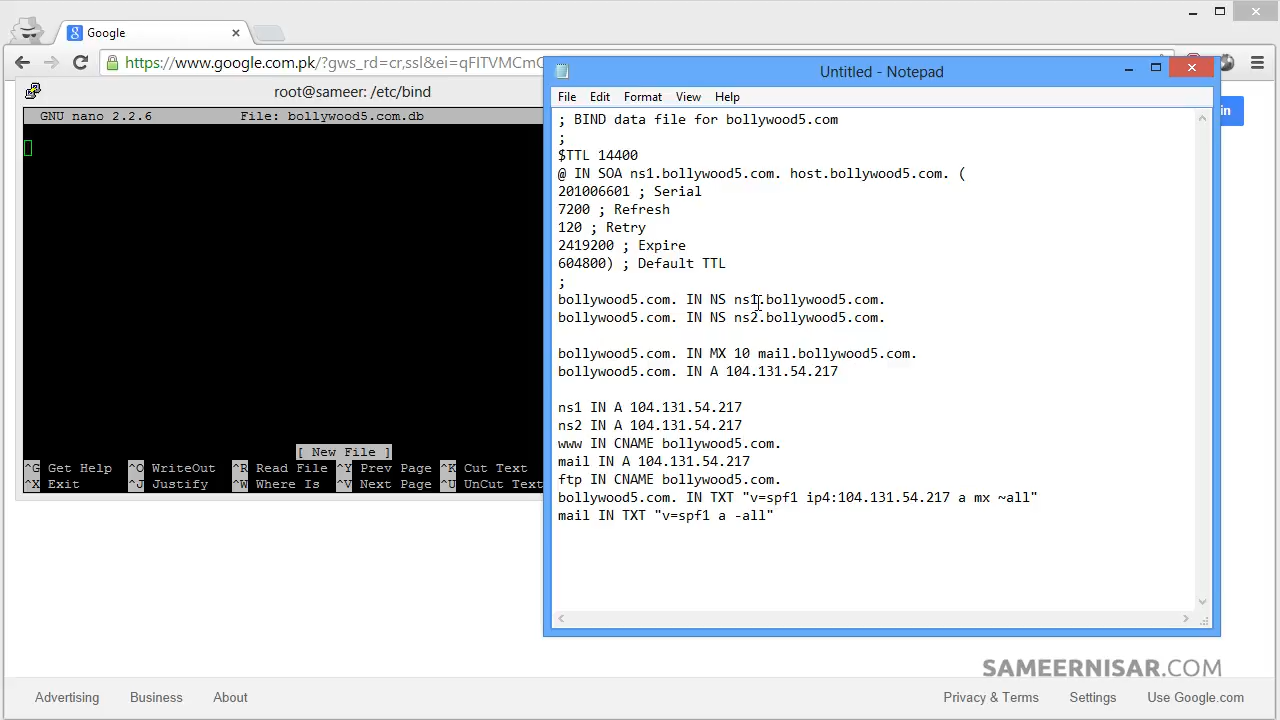 Google
https://www.google.com.pk/?gws_rd=cr,ssl&ei=qFITVMCmC
root@sameer: /etc/bind
GNU nano 2.2.6 File: bollywood5.com.db
[ New File ]
^G Get Help ^O WriteOut ^R Read File ^Y Prev Page ^K Cut Text
^X Exit ^J Justify ^W Where Is ^V Next Page ^U UnCut Text
Untitled - Notepad
File Edit Format View Help
; BIND data file for bollywood5.com
;
$TTL 14400
@ IN SOA ns1.bollywood5.com. host.bollywood5.com. (
201006601 ; Serial
7200 ; Refresh
120 ; Retry
2419200 ; Expire
604800) ; Default TTL
;
bollywood5.com. IN NS ns1.bollywood5.com.
bollywood5.com. IN NS ns2.bollywood5.com.
bollywood5.com. IN MX 10 mail.bollywood5.com.
bollywood5.com. IN A 104.131.54.217
ns1 IN A 104.131.54.217
ns2 IN A 104.131.54.217
www IN CNAME bollywood5.com.
mail IN A 104.131.54.217
ftp IN CNAME bollywood5.com.
bollywood5.com. IN TXT "v=spf1 ip4:104.131.54.217 a mx ~all"
mail IN TXT "v=spf1 a -all"
in
SAMEERNISAR.COM
Advertising Business About Privacy & Terms Settings Use Google.com